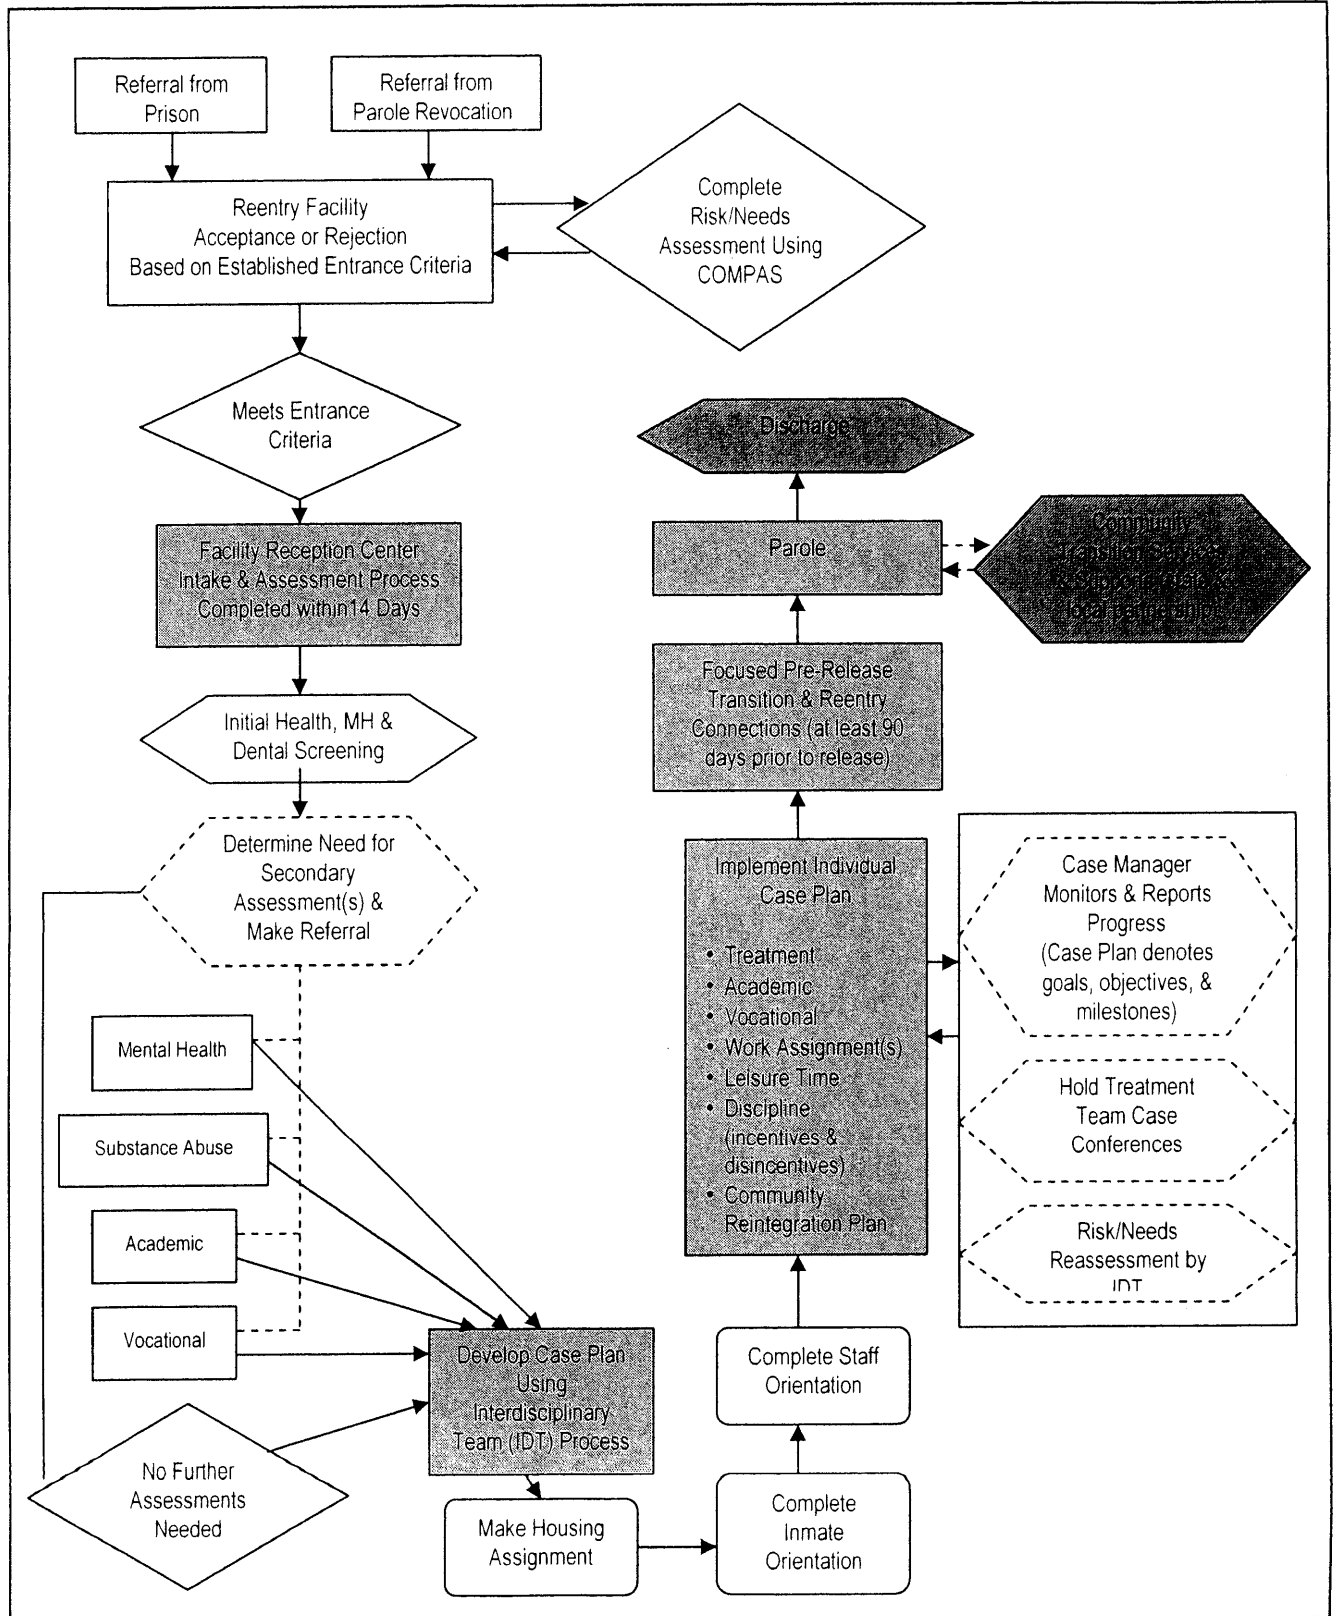 Referral from
Prison
Referral from
Parole Revocation
Reentry Facility
Acceptance or Rejection
Based on Established Entrance Criteria
Complete
Risk/Needs
Assessment Using
COMPAS
Meets Entrance
Criteria
Facility Reception Center
Intake & Assessment Process
Completed within14 Days
Initial Health, MH &
Dental Screening
Determine Need for
Secondary
Assessment(s) &
Make Referral
Mental Health
Substance Abuse
Academic
Vocational
No Further
Assessments
Needed
Develop Case Plan
Using
Interdisciplinary
Team (IDT) Process
Make Housing
Assignment
Complete
Inmate
Orientation
Complete Staff
Orientation
Implement Individual
Case Plan
• Treatment
• Academic
• Vocational
• Work Assignment(s)
• Leisure Time
• Discipline
(incentives &
disincentives)
• Community
Reintegration Plan
Case Manager
Monitors & Reports
Progress
(Case Plan denotes
goals, objectives, &
milestones)
Hold Treatment
Team Case
Conferences
Risk/Needs
Reassessment by
IDT
Focused Pre-Release
Transition & Reentry
Connections (at least 90
days prior to release)
Parole
Discharge
Community
Transition Services
local partnership